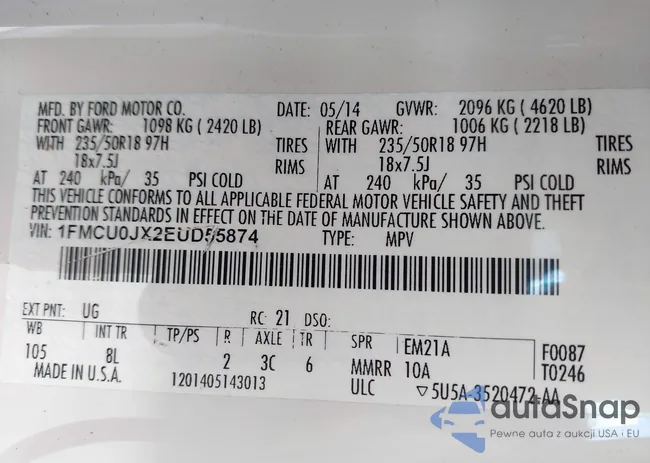 MFD. BY FORD MOTOR CO. DATE: 05/14 GVWR: 2096 KG ( 4620 LB)
FRONT GAWR: 1098 KG ( 2420 LB) REAR GAWR: 1006 KG ( 2218 LB)
WITH 235/50R18 97H TIRES WITH 235/50R18 97H TIRES
18x7.5J RIMS 18x7.5J RIMS
AT 240 kPa/ 35 PSI COLD AT 240 kPa/ 35 PSI COLD
THIS VEHICLE CONFORMS TO ALL APPLICABLE FEDERAL MOTOR VEHICLE SAFETY AND THEFT
PREVENTION STANDARDS IN EFFECT ON THE DATE OF MANUFACTURE SHOWN ABOVE.
VIN: 1FMCU0JX2EUD55874 TYPE: MPV
EXT PNT: UG RC: 21 DSO:
WB INT TR TP/PS R AXLE TR SPR EM21A F0087
105 8L 2 3C 6 MMRR 10A T0246
MADE IN U.S.A. 1201405143013 ULC ▽5U5A-3520472-AA
autoSnap
Pewne auta z aukcji USA i EU